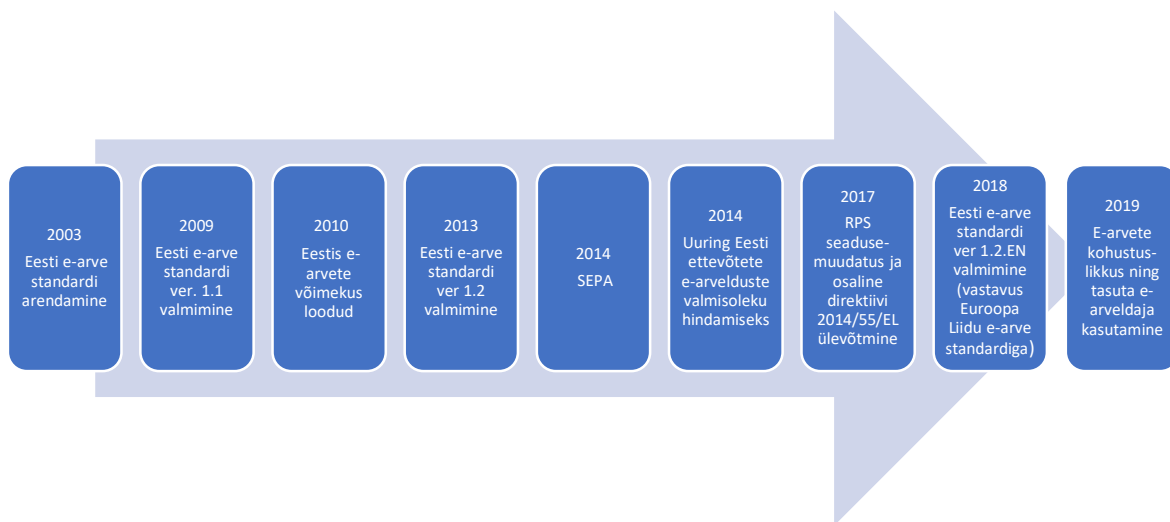 2003
Eesti e-arve
standardi
arendamine
2009
Eesti e-arve
standardi
ver. 1.1
valmimine
2010
Eestis e-
arvete
võimekus
loodud
2013
Eesti e-arve
standardi
ver 1.2
valmimine
2014
SEPA
2014
Uuring Eesti
ettevõtete
e-arvelduste
valmisoleku
hindamiseks
2017
RPS
seaduse-
muudatus ja
osaline
direktiivi
2014/55/EL
ülevõtmine
2018
Eesti e-arve
standardi
ver 1.2.EN
valmimine
(vastavus
Euroopa
Liidu e-arve
standardiga)
2019
E-arvete
kohustus-
likkus ning
tasuta e-
arveldaja
kasutamine